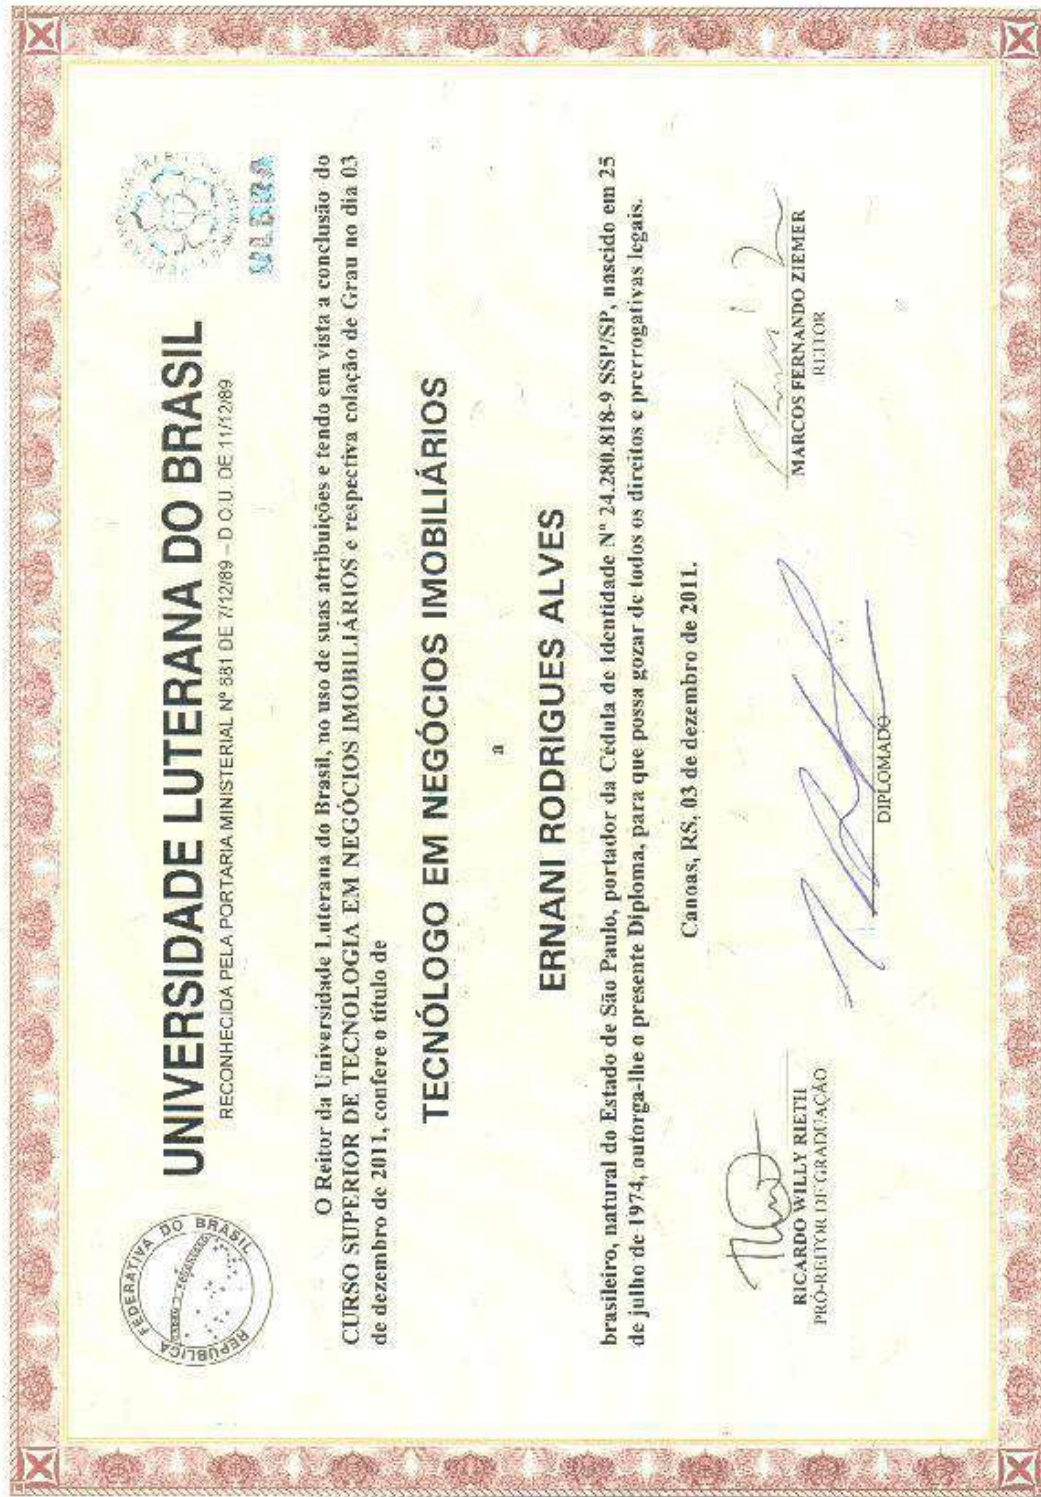 REPÚBLICA FEDERATIVA DO BRASIL
UNIVERSIDADE LUTERANA DO BRASIL
RECONHECIDA PELA PORTARIA MINISTERIAL Nº 681 DE 7/12/89 – D.O.U. DE 11/12/89
ULBRA
O Reitor da Universidade Luterana do Brasil, no uso de suas atribuições e tendo em vista a conclusão do
CURSO SUPERIOR DE TECNOLOGIA EM NEGÓCIOS IMOBILIÁRIOS e respectiva colação de Grau no dia 03
de dezembro de 2011, confere o título de
TECNÓLOGO EM NEGÓCIOS IMOBILIÁRIOS
a
ERNANI RODRIGUES ALVES
brasileiro, natural do Estado de São Paulo, portador da Cédula de Identidade Nº 24.280.818-9 SSP/SP, nascido em 25
de julho de 1974, outorga-lhe o presente Diploma, para que possa gozar de todos os direitos e prerrogativas legais.
Canoas, RS, 03 de dezembro de 2011.
RICARDO WILLY RIETH
PRÓ-REITOR DE GRADUAÇÃO
DIPLOMADO
MARCOS FERNANDO ZIEMER
REITOR